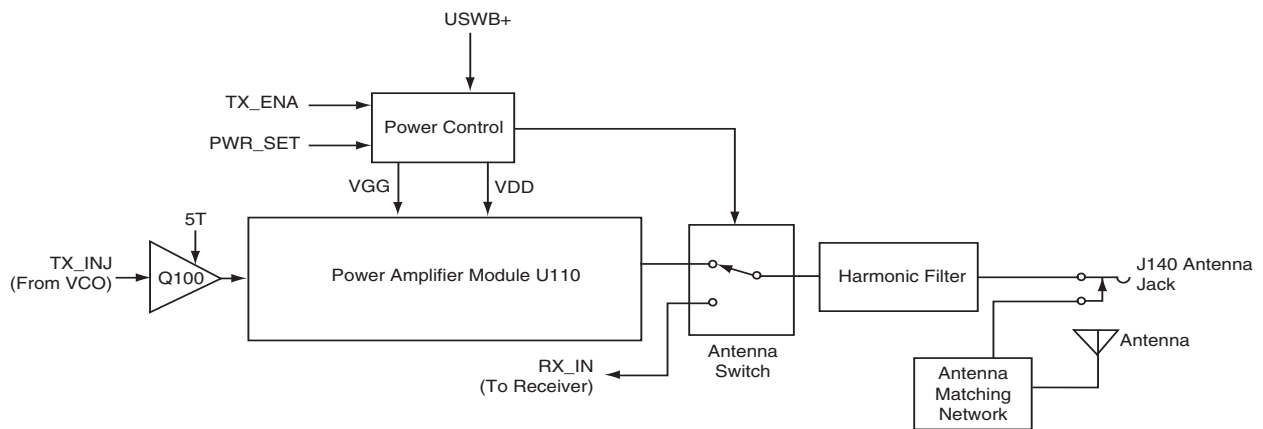 USWB+
TX_ENA
Power Control
PWR_SET
VGG
VDD
5T
TX_INJ
(From VCO)
Q100
Power Amplifier Module U110
Harmonic Filter
J140 Antenna
Jack
RX_IN
(To Receiver)
Antenna
Switch
Antenna
Antenna
Matching
Network